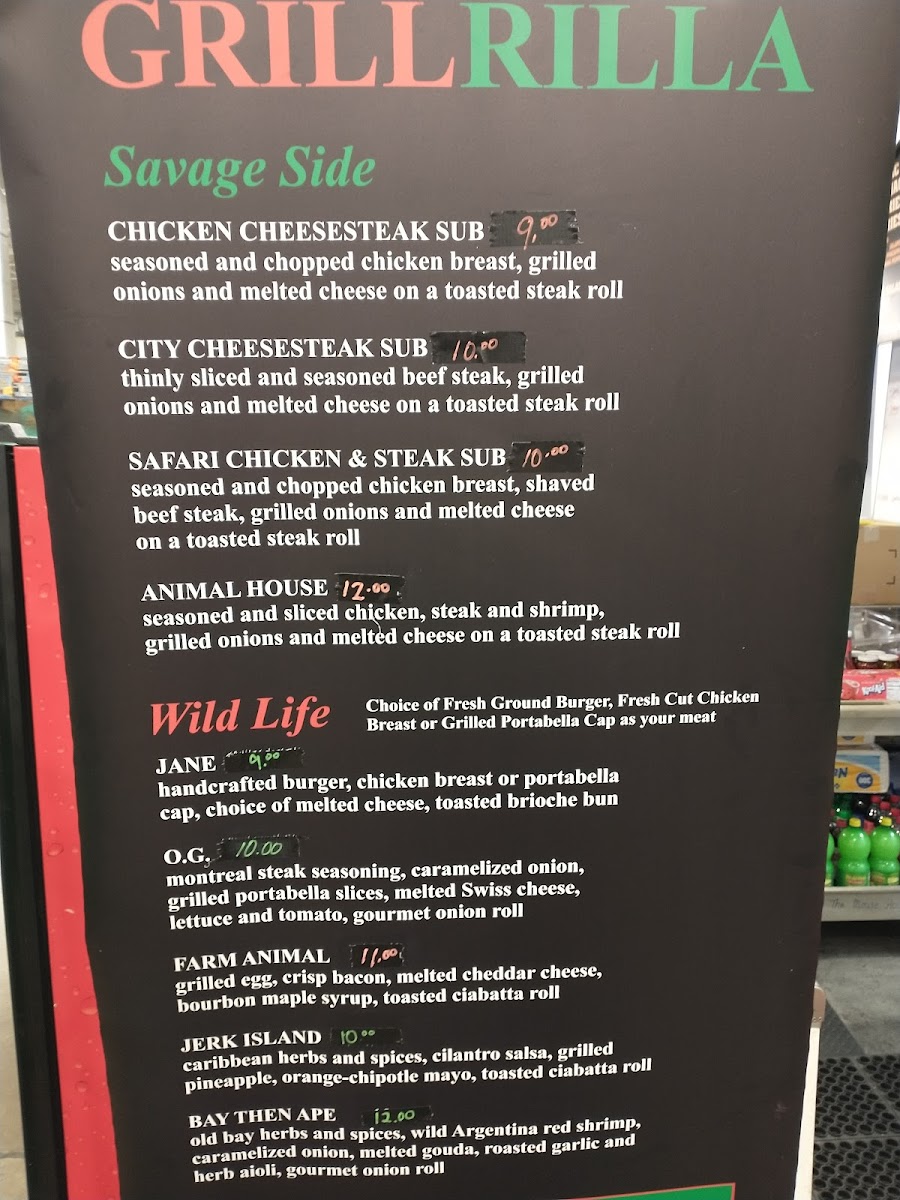 GRILLRILLA
Savage Side
CHICKEN CHEESESTEAK SUB 9.00
seasoned and chopped chicken breast, grilled
onions and melted cheese on a toasted steak roll
CITY CHEESESTEAK SUB 10.00
thinly sliced and seasoned beef steak, grilled
onions and melted cheese on a toasted steak roll
SAFARI CHICKEN & STEAK SUB 10.00
seasoned and chopped chicken breast, shaved
beef steak, grilled onions and melted cheese
on a toasted steak roll
ANIMAL HOUSE 12.00
seasoned and sliced chicken, steak and shrimp,
grilled onions and melted cheese on a toasted steak roll
Wild Life
Choice of Fresh Ground Burger, Fresh Cut Chicken
Breast or Grilled Portabella Cap as your meat
JANE 9.00
handcrafted burger, chicken breast or portabella
cap, choice of melted cheese, toasted brioche bun
O.G. 10.00
montreal steak seasoning, caramelized onion,
grilled portabella slices, melted Swiss cheese,
lettuce and tomato, gourmet onion roll
FARM ANIMAL 11.00
grilled egg, crisp bacon, melted cheddar cheese,
bourbon maple syrup, toasted ciabatta roll
JERK ISLAND 10.00
caribbean herbs and spices, cilantro salsa, grilled
pineapple, orange-chipotle mayo, toasted ciabatta roll
BAY THEN APE 12.00
old bay herbs and spices, wild Argentina red shrimp,
caramelized onion, melted gouda, roasted garlic and
herb aioli, gourmet onion roll